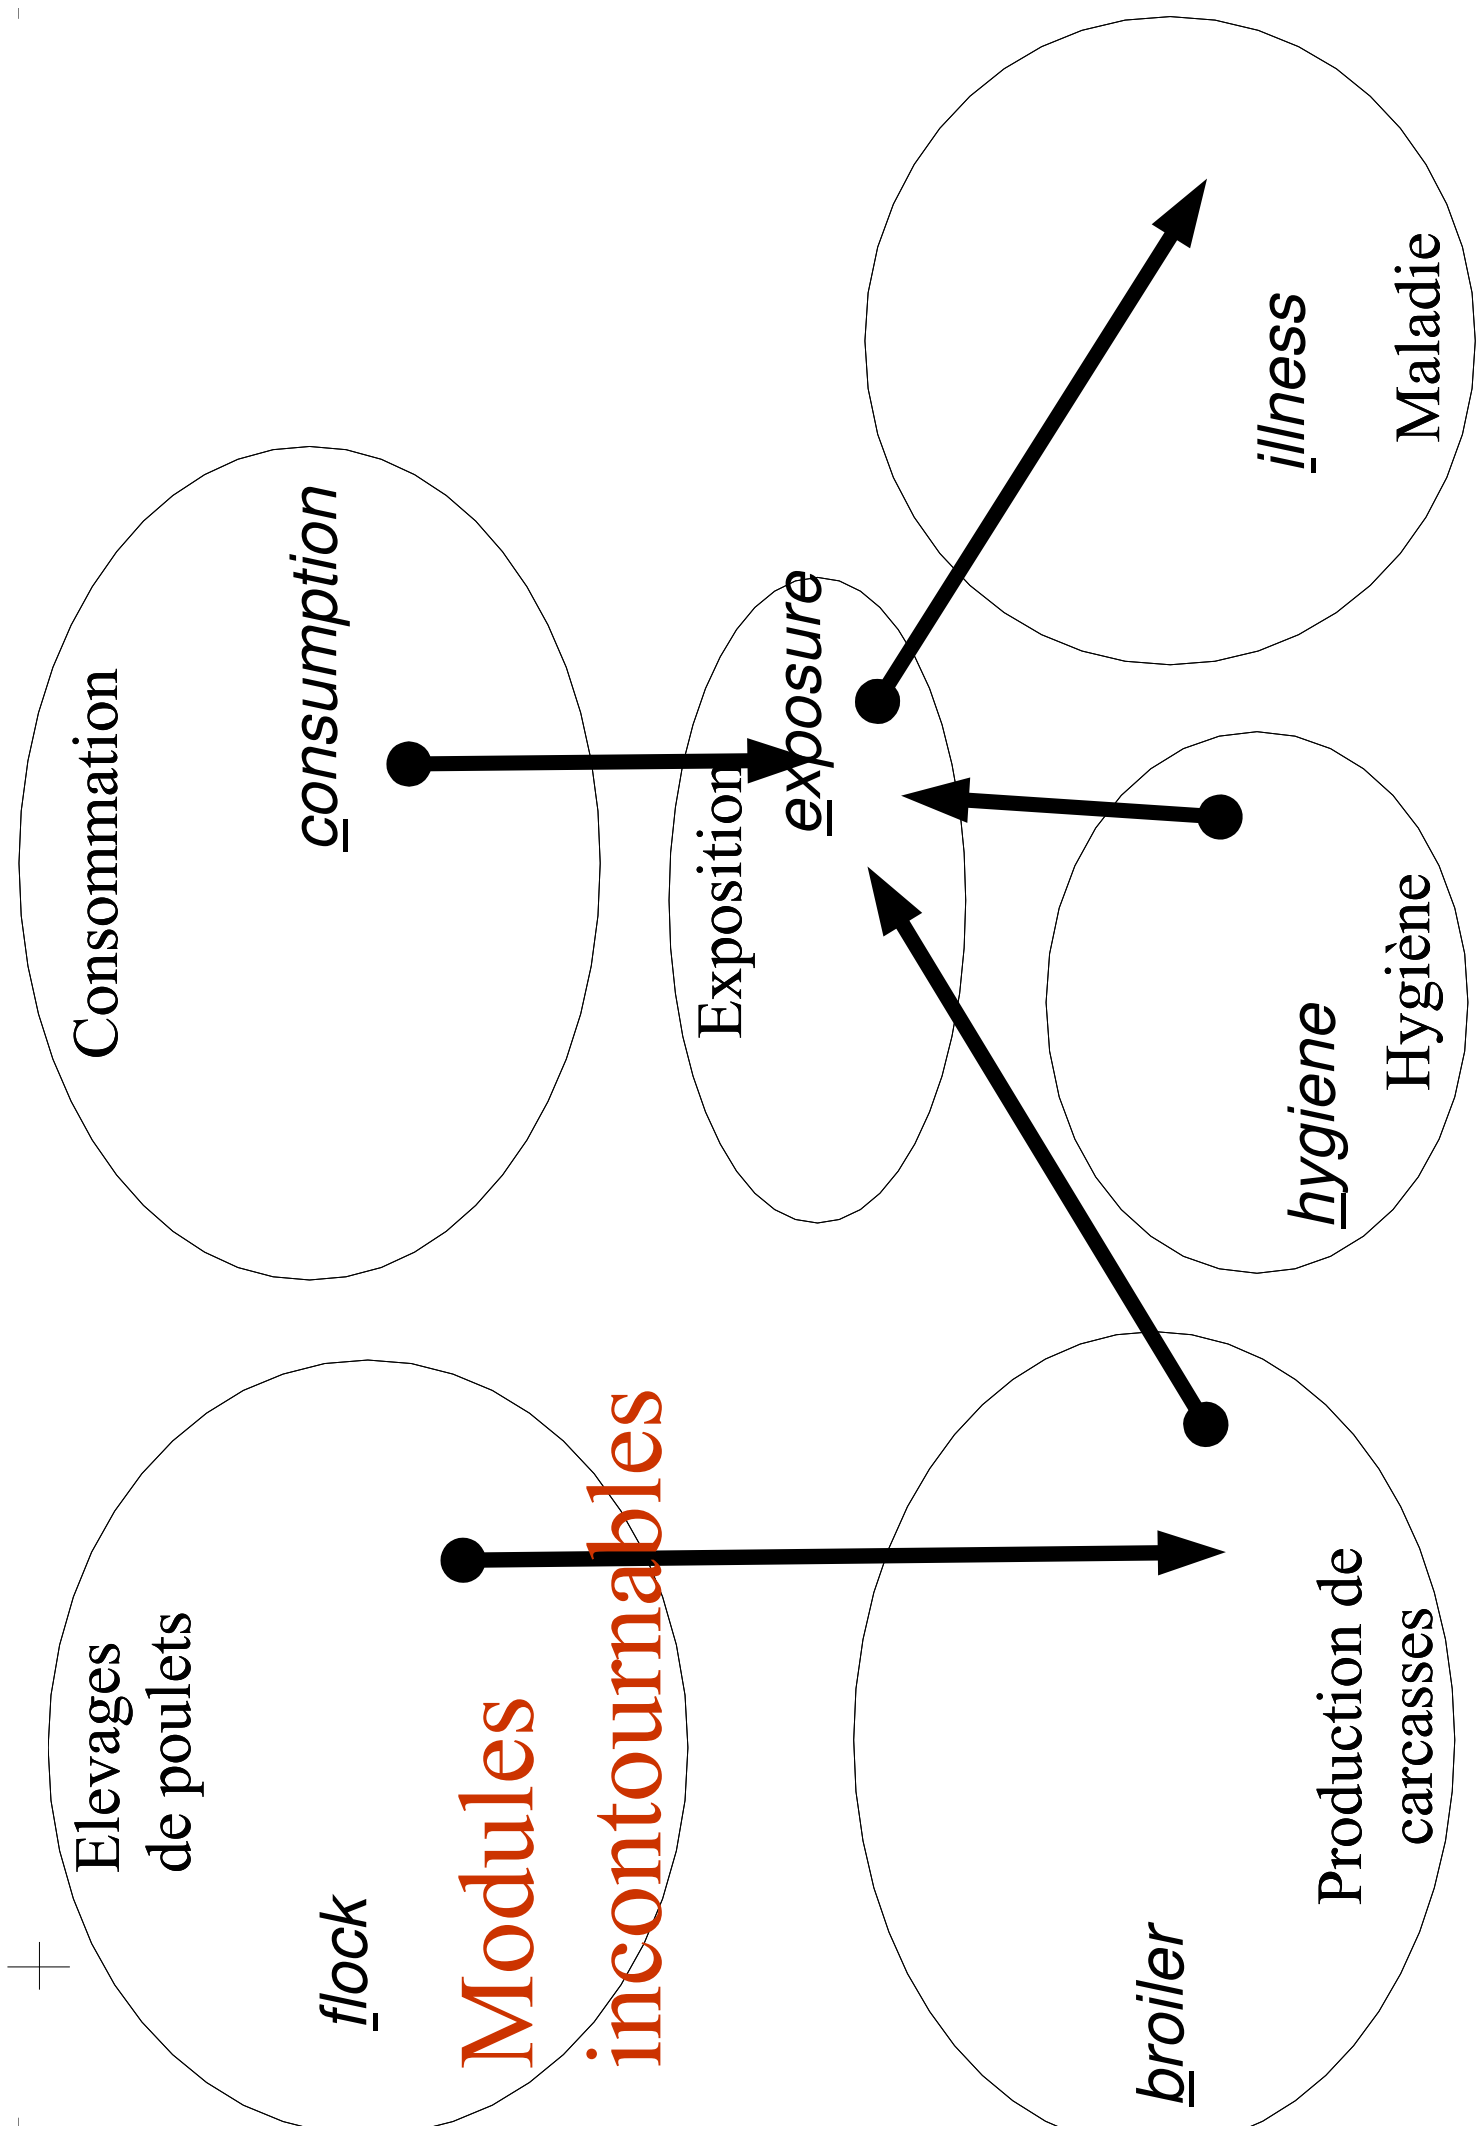 Elevages
de poulets
flock
Modules
incontournables
broiler
Production de
carcasses
Consommation
consumption
Exposition
exposure
hygiene
Hygiène
illness
Maladie